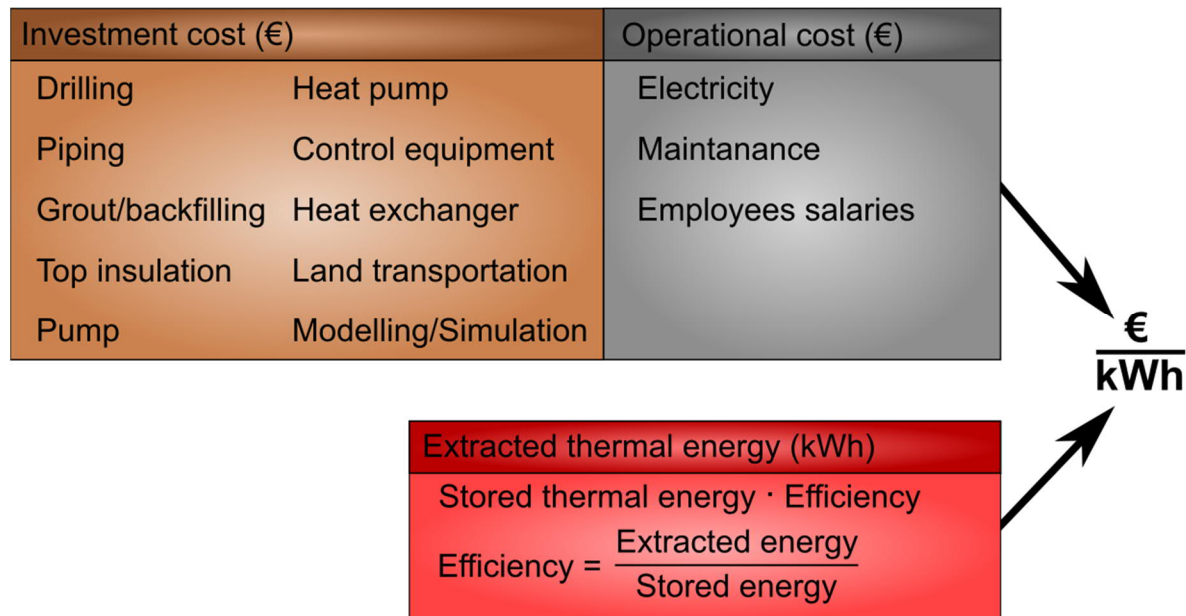 Investment cost (€)
Operational cost (€)
Drilling
Heat pump
Electricity
Piping
Control equipment
Maintanance
Grout/backfilling
Heat exchanger
Employees salaries
Top insulation
Land transportation
Pump
Modelling/Simulation
€
kWh
Extracted thermal energy (kWh)
Stored thermal energy · Efficiency
Efficiency = Extracted energy
Stored energy